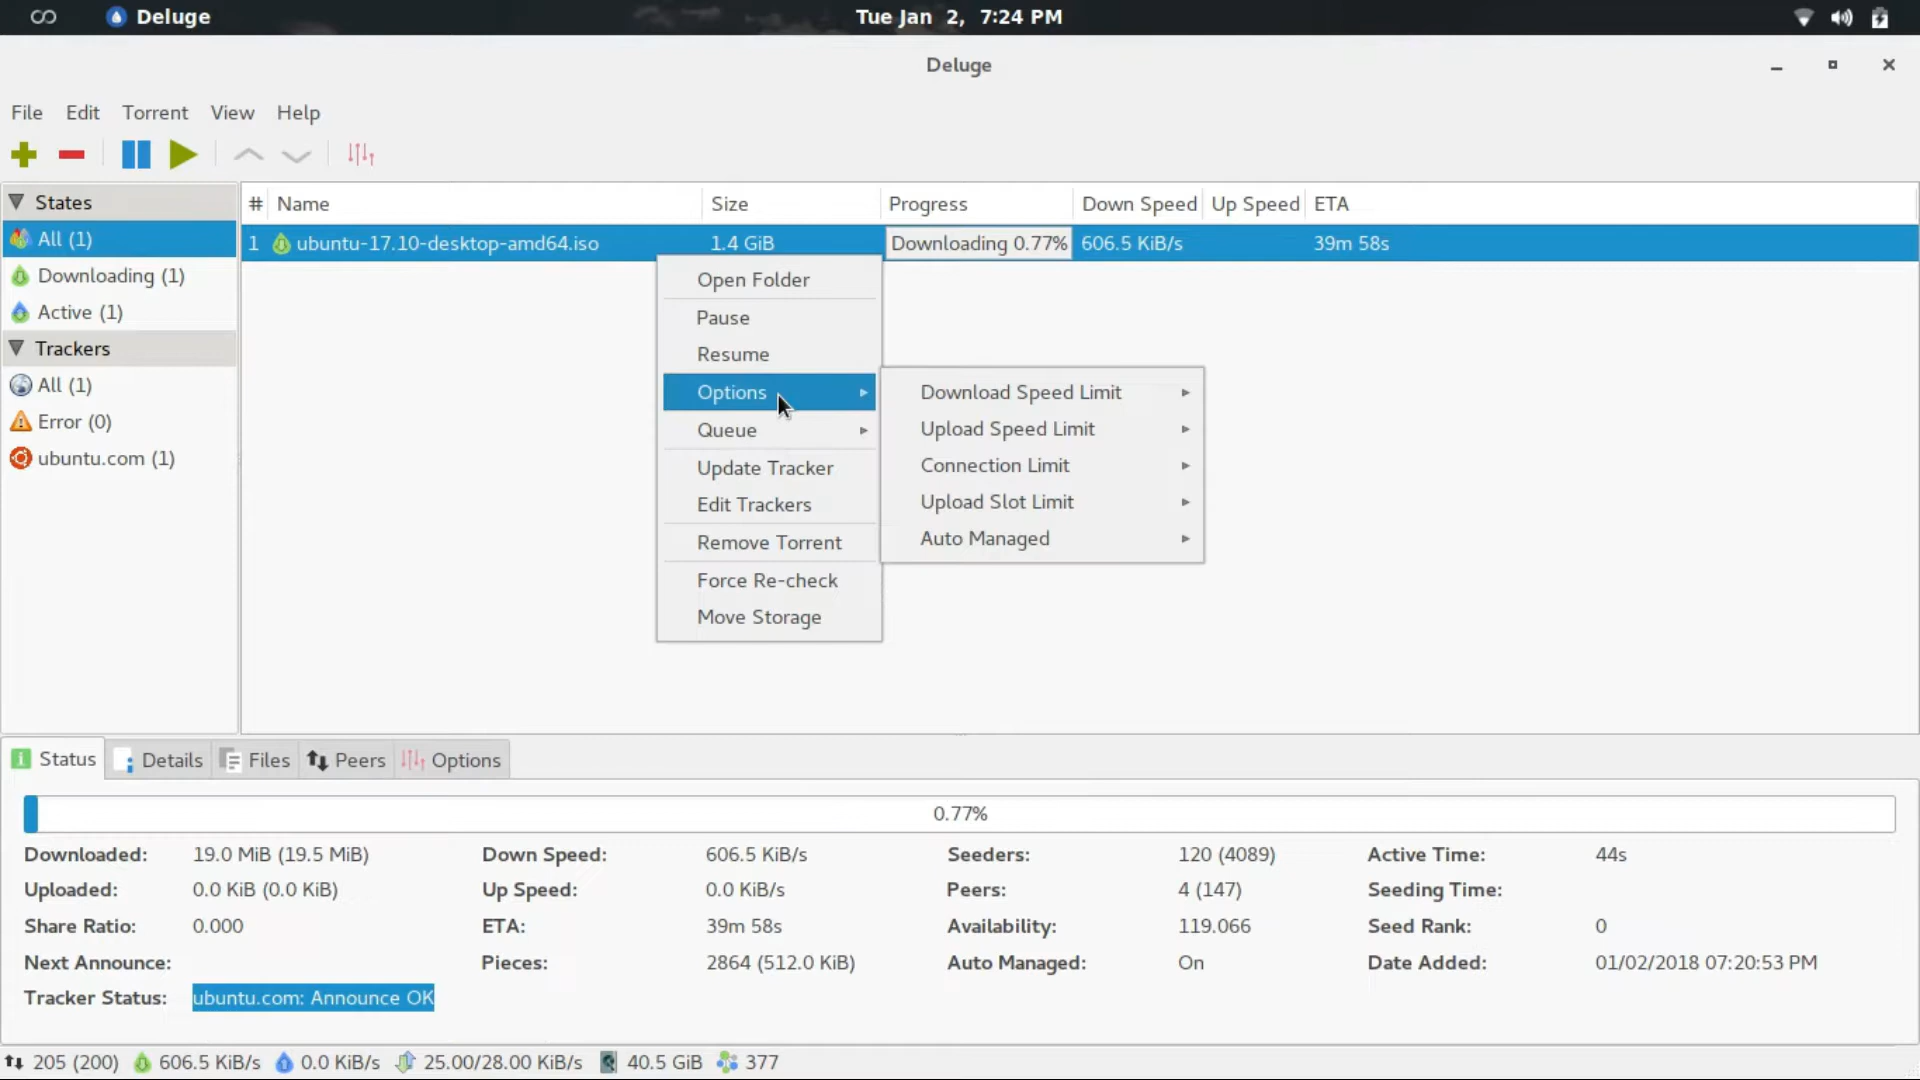 Deluge
Tue Jan 2, 7:24 PM
Deluge
File Edit Torrent View Help
States
All (1)
Downloading (1)
Active (1)
Trackers
All (1)
Error (0)
ubuntu.com (1)
# Name Size Progress Down Speed Up Speed ETA
1 ubuntu-17.10-desktop-amd64.iso 1.4 GiB Downloading 0.77% 606.5 KiB/s 39m 58s
Open Folder
Pause
Resume
Options
Queue
Update Tracker
Edit Trackers
Remove Torrent
Force Re-check
Move Storage
Download Speed Limit
Upload Speed Limit
Connection Limit
Upload Slot Limit
Auto Managed
Status Details Files Peers Options
0.77%
Downloaded: 19.0 MiB (19.5 MiB) Down Speed: 606.5 KiB/s Seeders: 120 (4089) Active Time: 44s
Uploaded: 0.0 KiB (0.0 KiB) Up Speed: 0.0 KiB/s Peers: 4 (147) Seeding Time:
Share Ratio: 0.000 ETA: 39m 58s Availability: 119.066 Seed Rank: 0
Next Announce: Pieces: 2864 (512.0 KiB) Auto Managed: On Date Added: 01/02/2018 07:20:53 PM
Tracker Status: ubuntu.com: Announce OK
205 (200) 606.5 KiB/s 0.0 KiB/s 25.00/28.00 KiB/s 40.5 GiB 377